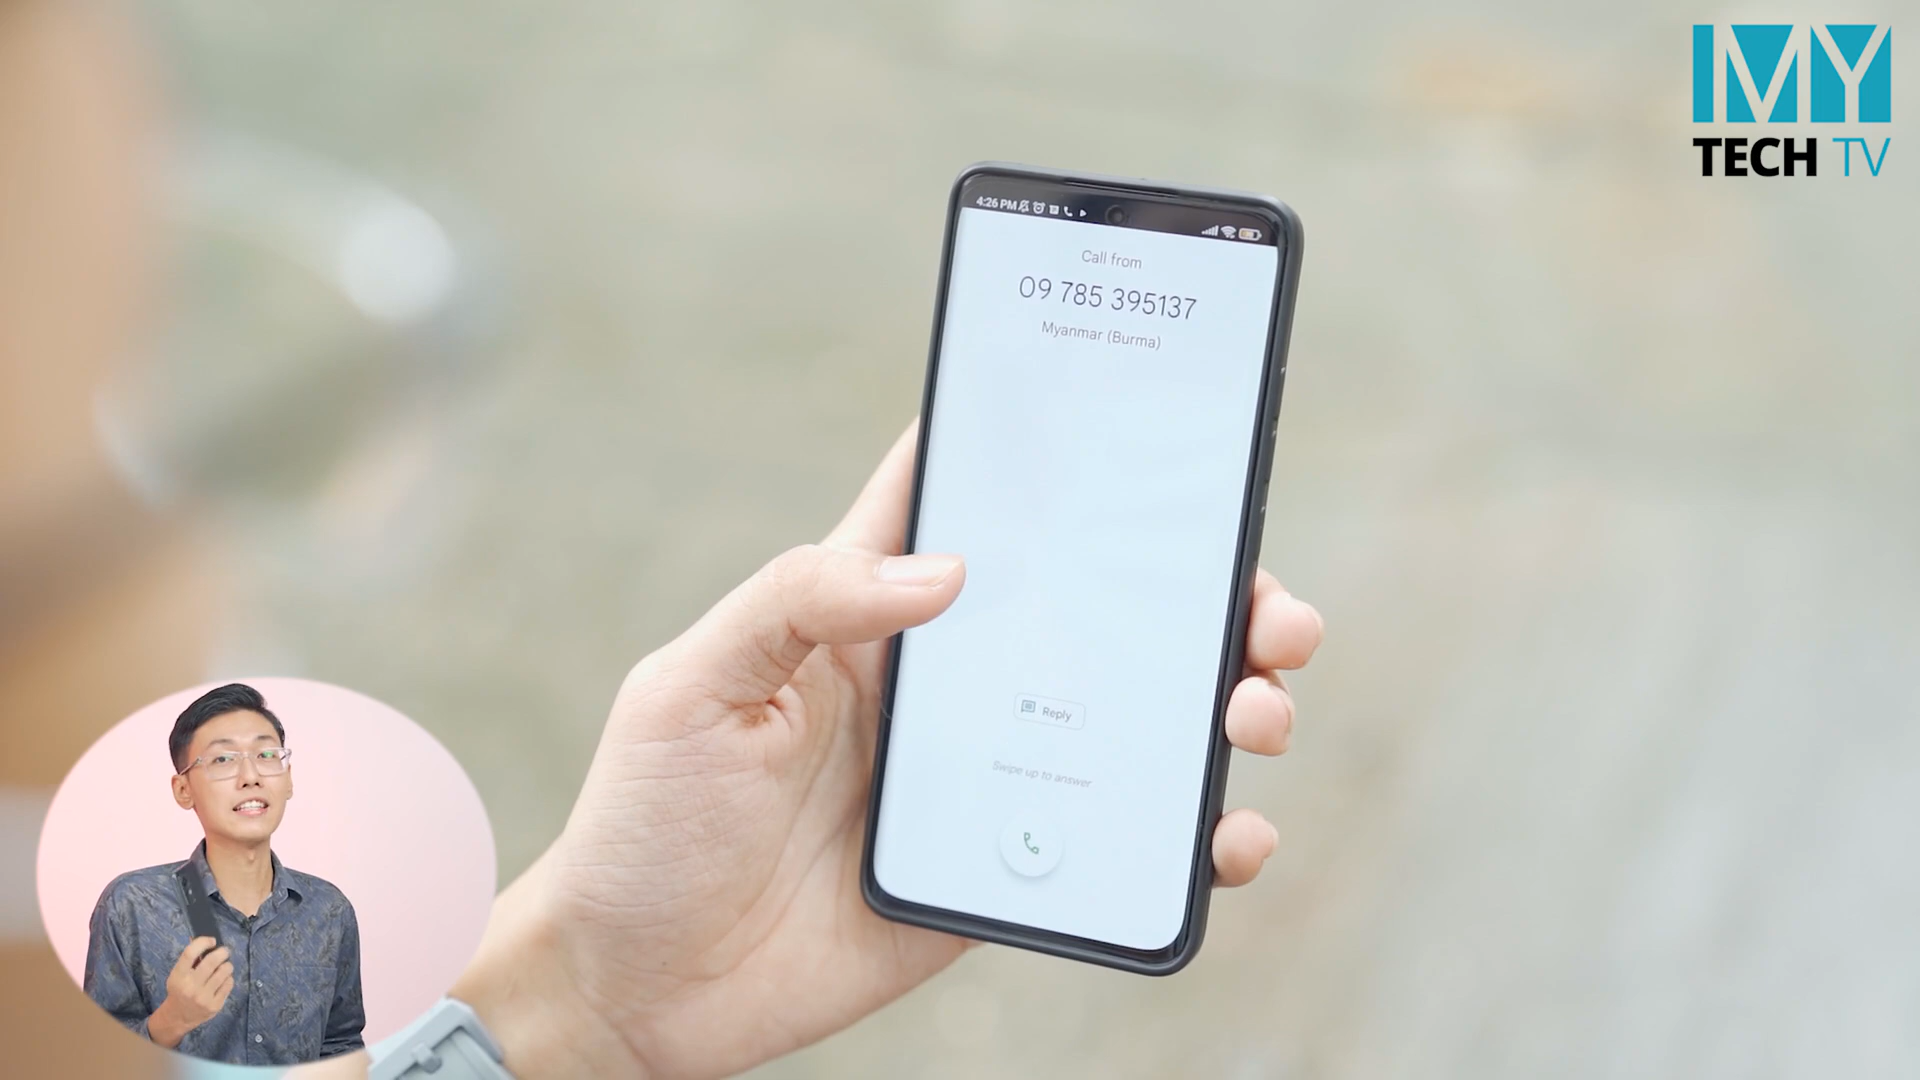 MY
TECH TV
4:26 PM
Call from
09 785 395137
Myanmar (Burma)
Reply
Swipe up to answer